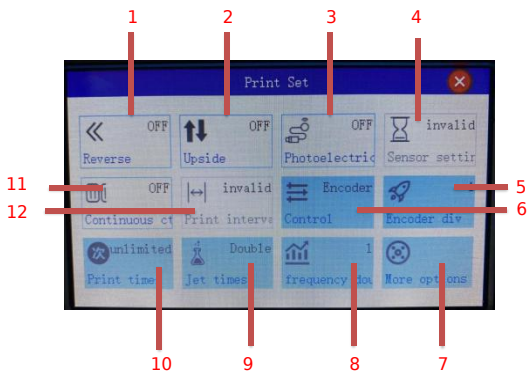 1 2 3 4
Print Set
OFF OFF OFF invalid
Reverse Upside Photoelectric Sensor settin
11 OFF invalid Encoder 5
12 Continuous ct Print interva Control Encoder div 6
次 unlimited Double 1
Print time Jet times frequency dou More options
10 9 8 7